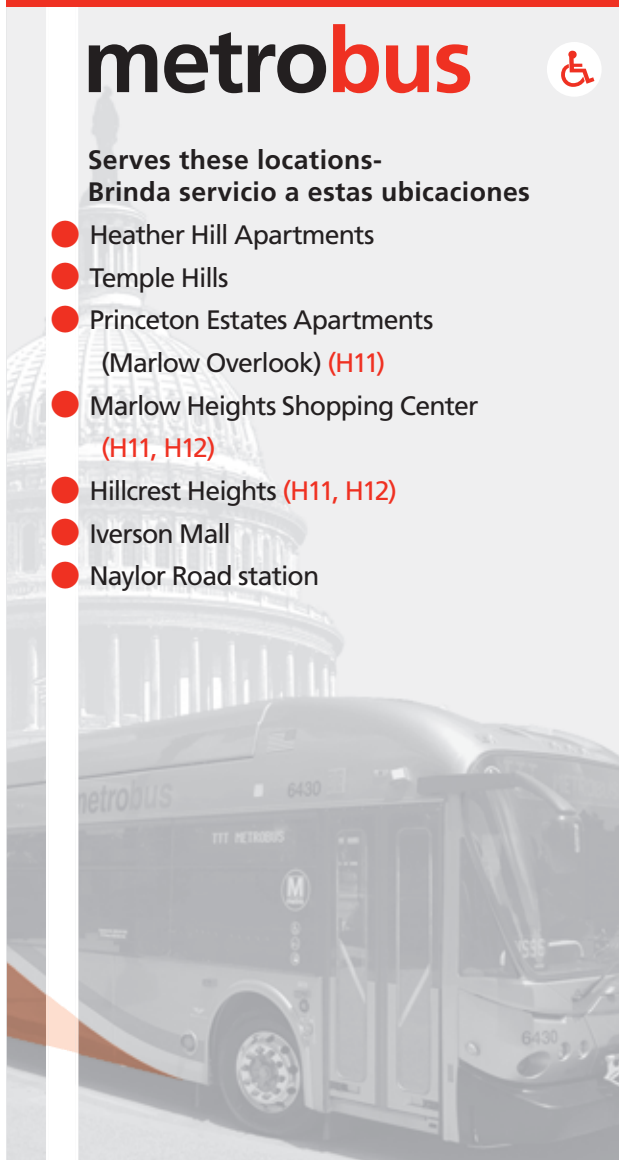 metrobus
Serves these locations-
Brinda servicio a estas ubicaciones
Heather Hill Apartments
Temple Hills
Princeton Estates Apartments
(Marlow Overlook) (H11)
Marlow Heights Shopping Center
(H11, H12)
Hillcrest Heights (H11, H12)
Iverson Mall
Naylor Road station
metrobus
6430
TYT METROBUS
M
6430